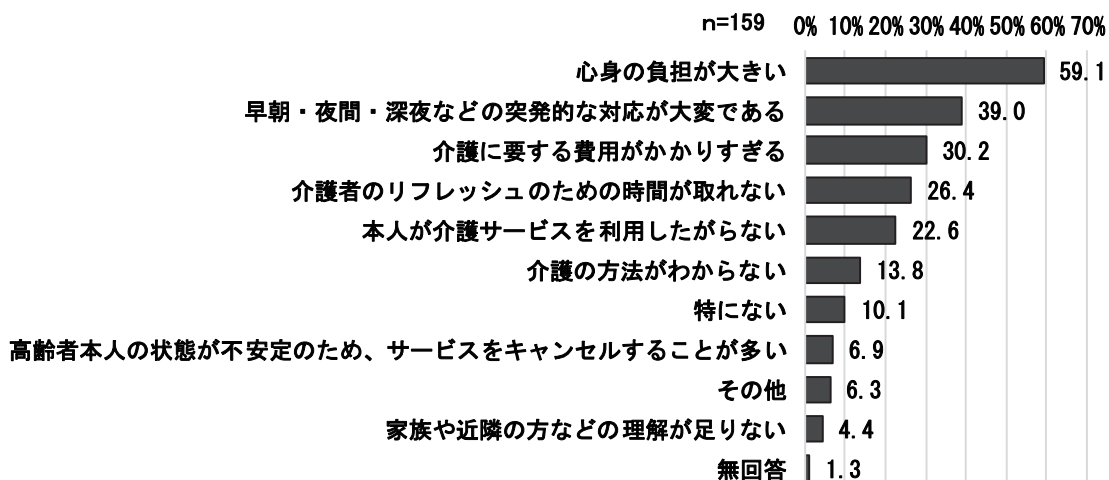 n=159 0% 10% 20% 30% 40% 50% 60% 70%
心身の負担が大きい 59.1
早朝・夜間・深夜などの突発的な対応が大変である 39.0
介護に要する費用がかかりすぎる 30.2
介護者のリフレッシュのための時間が取れない 26.4
本人が介護サービスを利用したがらない 22.6
介護の方法がわからない 13.8
特にない 10.1
高齢者本人の状態が不安定のため、サービスをキャンセルすることが多い 6.9
その他 6.3
家族や近隣の方などの理解が足りない 4.4
無回答 1.3